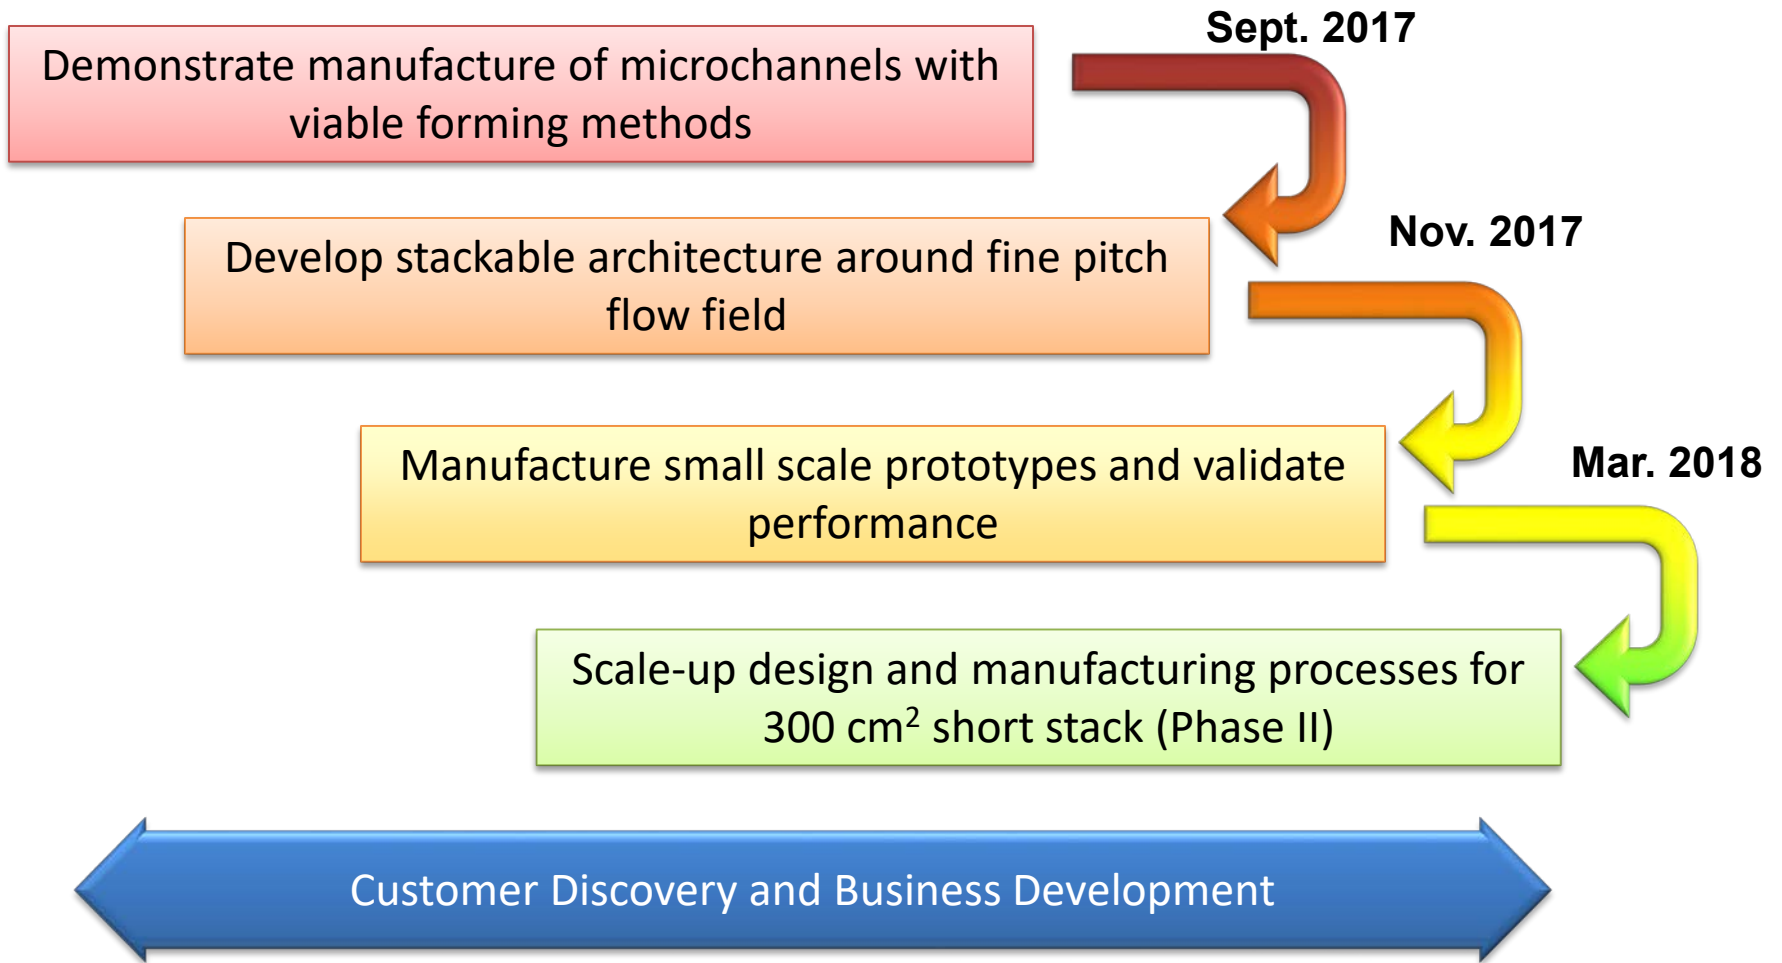 Sept. 2017
Demonstrate manufacture of microchannels with
viable forming methods
Nov. 2017
Develop stackable architecture around fine pitch
flow field
Mar. 2018
Manufacture small scale prototypes and validate
performance
Scale-up design and manufacturing processes for
300 cm² short stack (Phase II)
Customer Discovery and Business Development